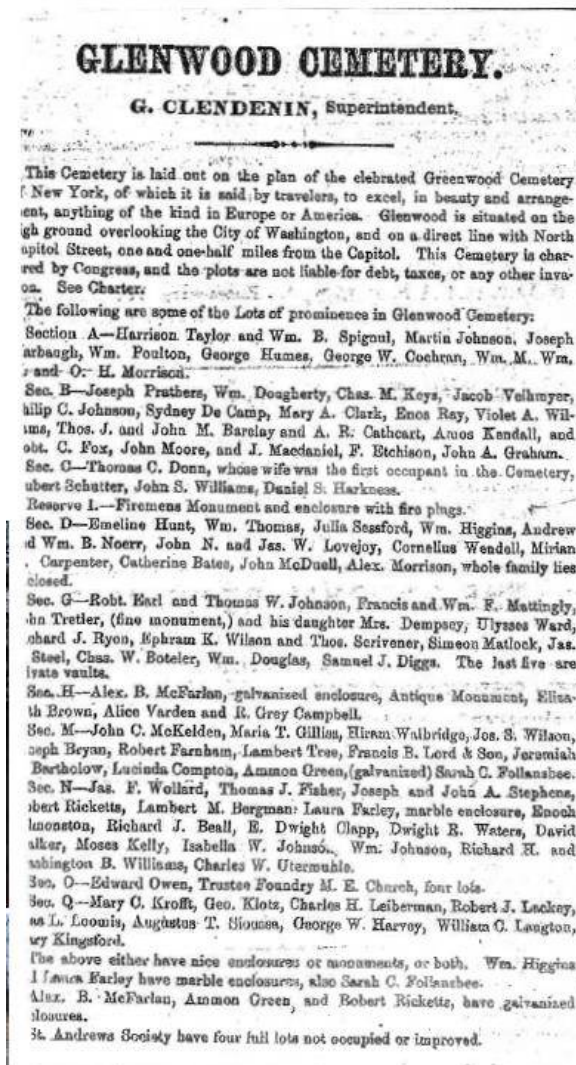 GLENWOOD CEMETERY.
G. CLENDENIN, Superintendent.
This Cemetery is laid out on the plan of the clebrated Greenwood Cemetery
New York, of which it is said by travelers, to excel, in beauty and arrange-
ent, anything of the kind in Europe or America. Glenwood is situated on the
gh ground overlooking the City of Washington, and on a direct line with North
apitol Street, one and one-half miles from the Capitol. This Cemetery is char-
red by Congress, and the plots are not liable for debt, taxes, or any other inva-
on. See Charter.
The following are some of the Lots of prominence in Glenwood Cemetery:
Section A—Harrison Taylor and Wm. B. Spignul, Martin Johnson, Joseph
arbaugh, Wm. Poulton, George Humes, George W. Cochran, Wm. M. Wm.
and O. H. Morrison.
Sec. B—Joseph Prathers, Wm. Dougherty, Chas. M. Keys, Jacob Veihmyer,
hilip C. Johnson, Sydney De Camp, Mary A. Clark, Enos Ray, Violet A. Wil-
ms, Thos. J. and John M. Barclay and A. R. Cathcart, Amos Kendall, and
obt. C. Fox, John Moore, and J. Macdaniel, F. Etchison, John A. Graham.
Sec. C—Thomas C. Donn, whose wife was the first occupant in the Cemetery,
ubert Schutter, John S. Williams, Daniel S. Harkness.
Reserve 1.—Firemens Monument and enclosure with fire plugs.
Sec. D—Emeline Hunt, Wm. Thomas, Julia Sessford, Wm. Higgins, Andrew
d Wm. B. Noerr, John N. and Jas. W. Lovejoy, Cornelius Wendell, Mirian
. Carpenter, Catherine Bates, John McDuell, Alex. Morrison, whole family lies
closed.
Sec. G—Robt. Earl and Thomas W. Johnson, Francis and Wm. F. Mattingly,
hn Tretler, (fine monument,) and his daughter Mrs. Dempsey, Ulysses Ward,
chard J. Ryon, Ephram K. Wilson and Thos. Scrivener, Simeon Matlock, Jas.
Steel, Chas. W. Boteler, Wm. Douglas, Samuel J. Diggs. The last five are
ivate vaults.
Sec. H—Alex. B. McFarlan, galvanized enclosure, Antique Monument, Eliza-
th Brown, Alice Varden and R. Grey Campbell.
Sec. M—John C. McKelden, Maria T. Gilliss, Hiram Walbridge, Jos. S. Wilson,
seph Bryan, Robert Farnham, Lambert Tree, Francis B. Lord & Son, Jeremiah
Bartholow, Lucinda Compton, Ammon Green, (galvanized) Sarah C. Follansbee.
Sec. N—Jas. F. Wollard, Thomas J. Fisher, Joseph and John A. Stephens,
obert Ricketts, Lambert M. Bergman. Laura Farley, marble enclosure, Enoch
lmonston, Richard J. Beall, E. Dwight Clapp, Dwight R. Waters, David
alker, Moses Kelly, Isabella W. Johnso. Wm. Johnson, Richard H. and
ashington B. Williams, Charles W. Utermuhle.
Sec. O—Edward Owen, Trustee Foundry M. E. Church, four lots.
Sec. Q—Mary C. Krofft, Geo. Klotz, Charles H. Leiberman, Robert J. Lackey,
as L. Loomis, Augustus T. Sioussa, George W. Harvey, William C. Langton,
ury Kingsford.
The above either have nice enclosures or monuments, or both. Wm. Higgins
d Laura Farley have marble enclosures, also Sarah C. Follansbee.
Alex. B. McFarlan, Ammon Green, and Robert Ricketts, have galvanized
closures.
St. Andrews Society have four full lots not occupied or improved.